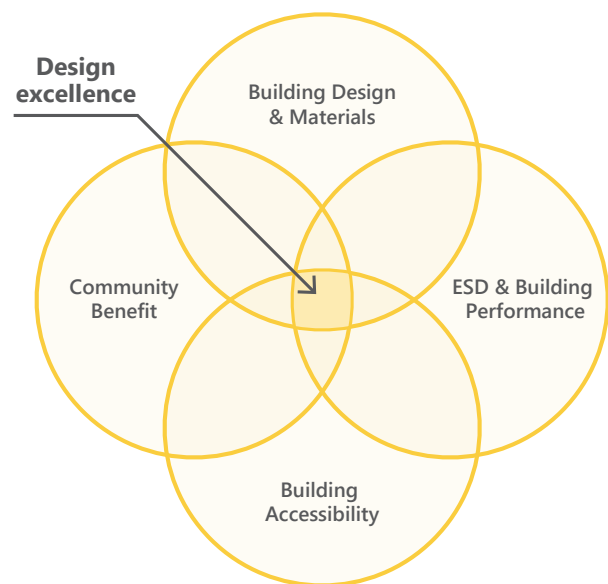 Design
excellence
Building Design
& Materials
Community
Benefit
ESD & Building
Performance
Building
Accessibility